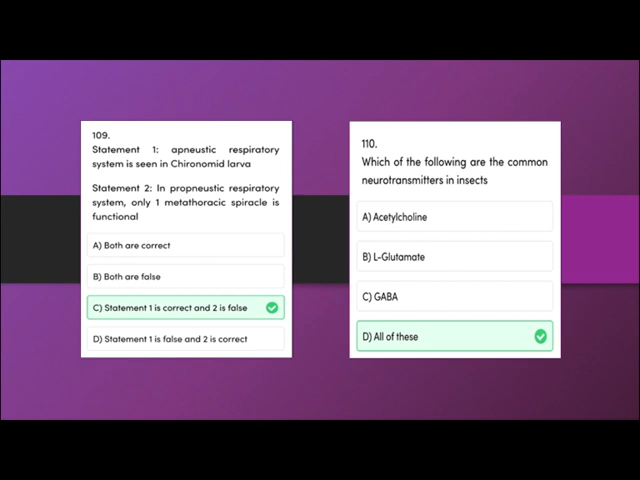 109.
Statement 1: apneustic respiratory
system is seen in Chironomid larva
Statement 2: In propneustic respiratory
system, only 1 metathoracic spiracle is
functional
A) Both are correct
B) Both are false
C) Statement 1 is correct and 2 is false
D) Statement 1 is false and 2 is correct
110.
Which of the following are the common
neurotransmitters in insects
A) Acetylcholine
B) L-Glutamate
C) GABA
D) All of these